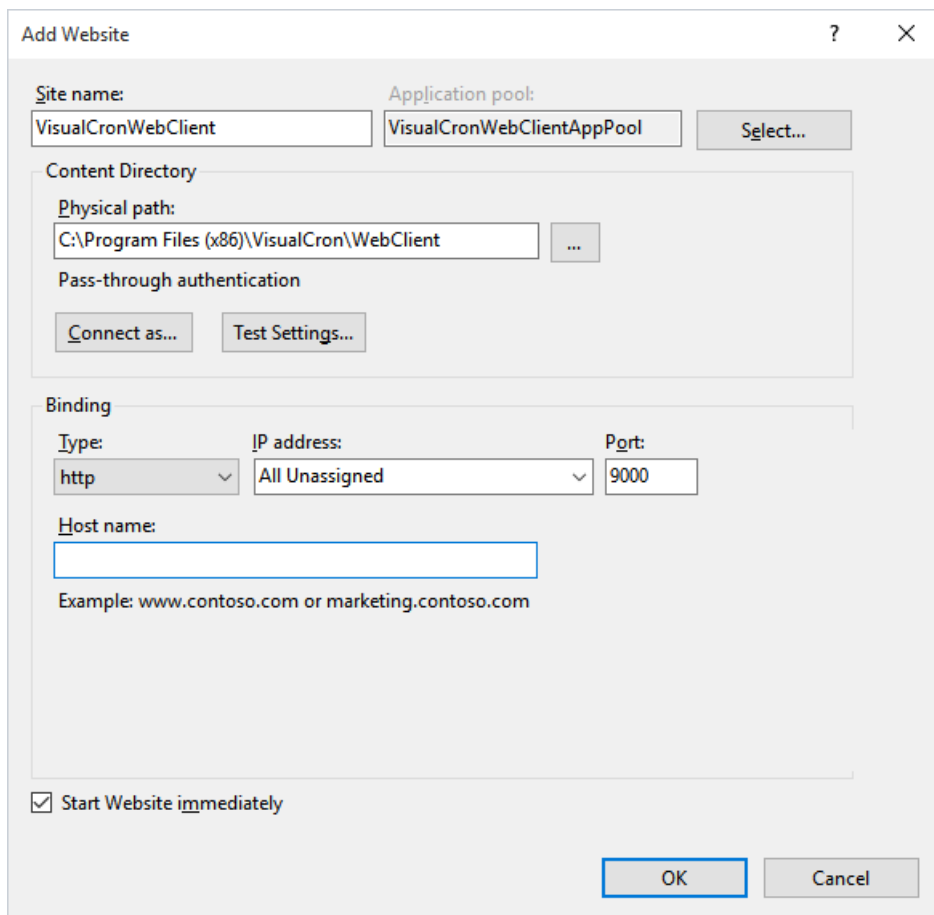 Add Website ?
Site name: Application pool:
VisualCronWebClient VisualCronWebClientAppPool Select...
Content Directory
Physical path:
C:\Program Files (x86)\VisualCron\WebClient ...
Pass-through authentication
Connect as... Test Settings...
Binding
Type: IP address: Port:
http All Unassigned 9000
Host name:
Example: www.contoso.com or marketing.contoso.com
Start Website immediately
OK Cancel